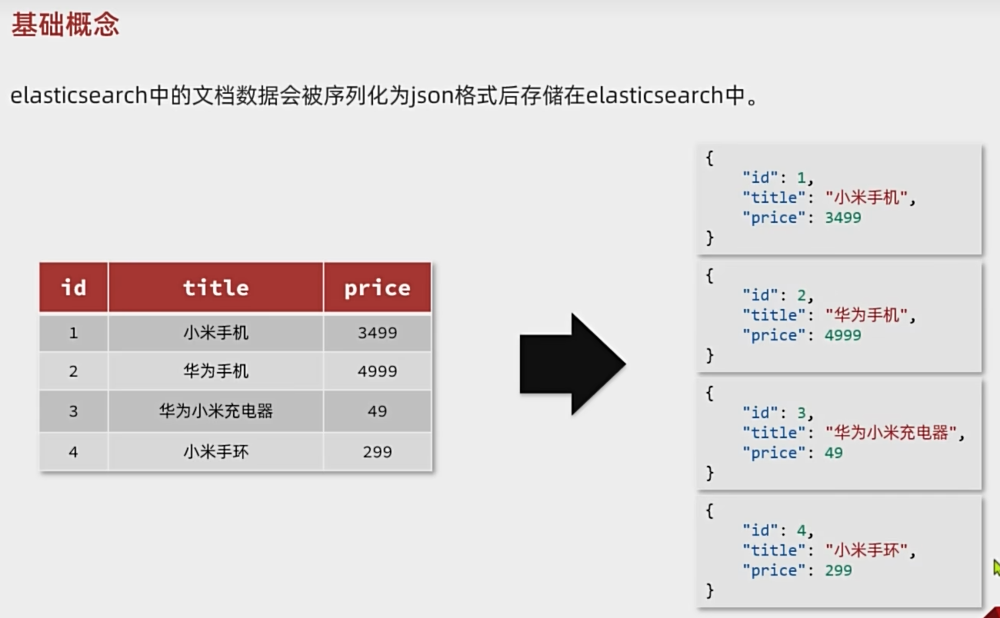 基础概念
elasticsearch中的文档数据会被序列化为json格式后存储在elasticsearch中。
id title price
1 小米手机 3499
2 华为手机 4999
3 华为小米充电器 49
4 小米手环 299
{
"id": 1,
"title": "小米手机",
"price": 3499
}
{
"id": 2,
"title": "华为手机",
"price": 4999
}
{
"id": 3,
"title": "华为小米充电器",
"price": 49
}
{
"id": 4,
"title": "小米手环",
"price": 299
}